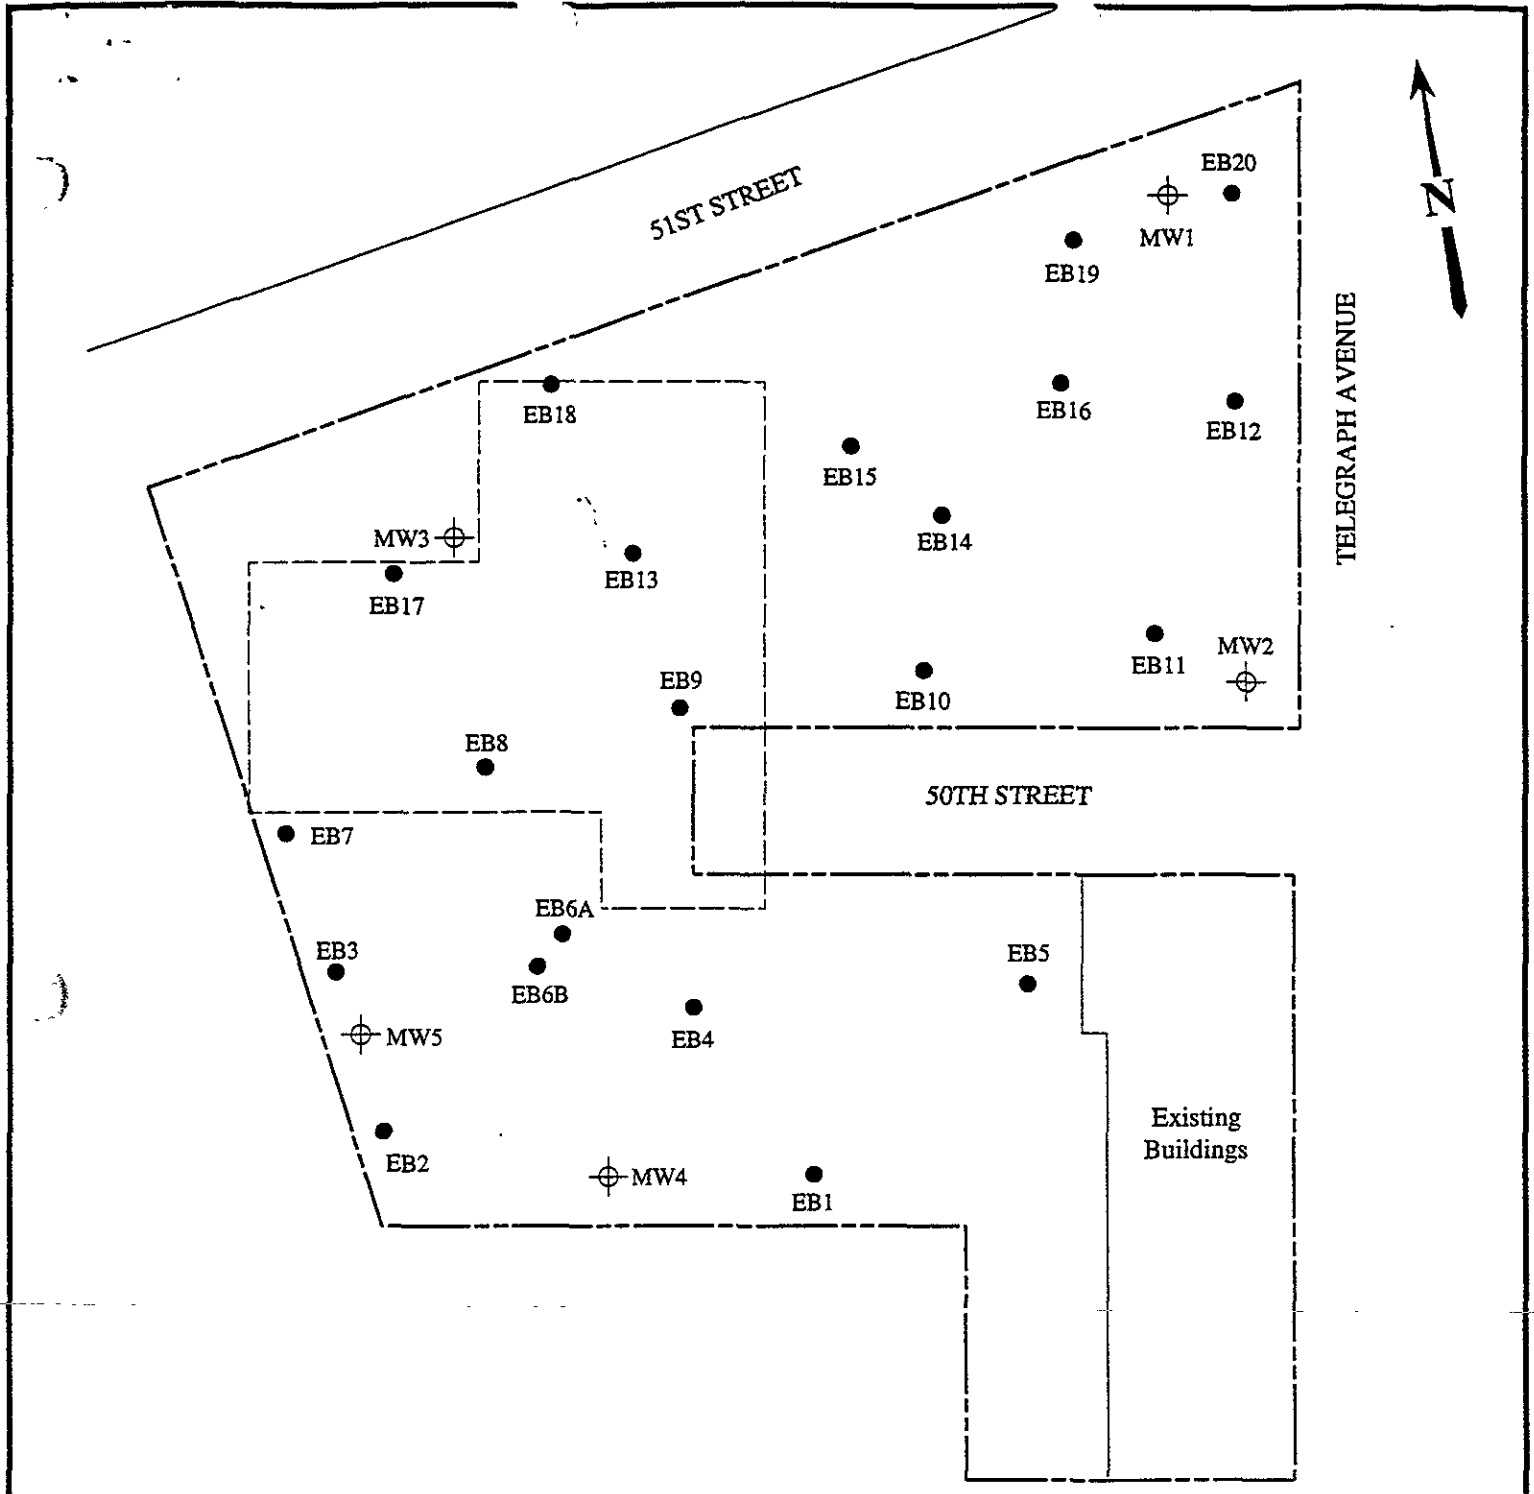 51ST STREET
N
EB20
MW1
EB19
TELEGRAPH AVENUE
EB18
EB16
EB12
EB15
MW3
EB14
EB13
EB17
EB11
MW2
EB9
EB10
EB8
50TH STREET
EB7
EB6A
EB3
EB5
EB6B
MW5
EB4
Existing
Buildings
EB2
MW4
EB1